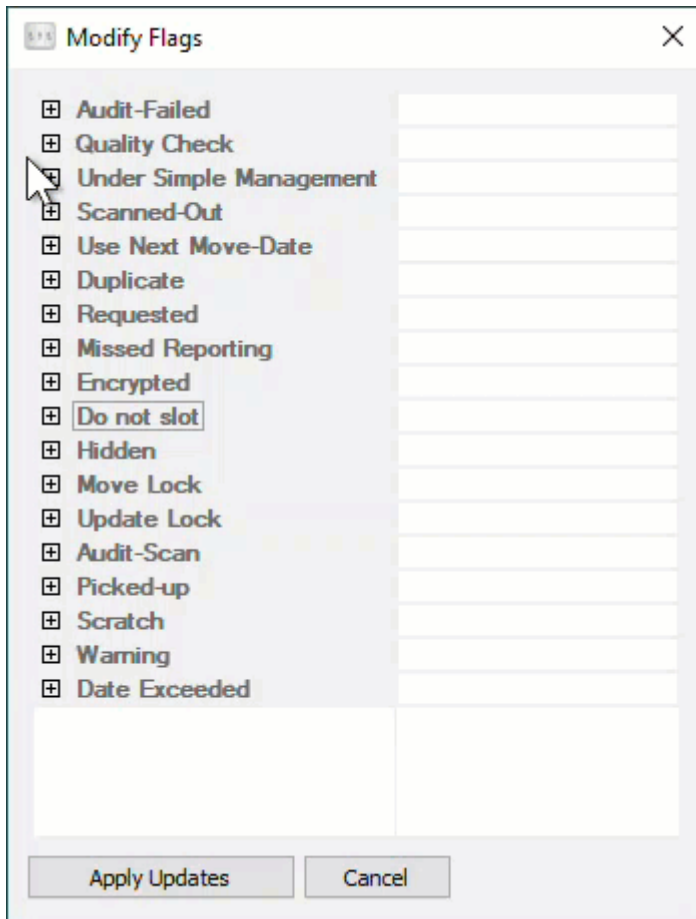 Modify Flags
Audit-Failed
Quality Check
Under Simple Management
Scanned-Out
Use Next Move-Date
Duplicate
Requested
Missed Reporting
Encrypted
Do not slot
Hidden
Move Lock
Update Lock
Audit-Scan
Picked-up
Scratch
Warning
Date Exceeded
Apply Updates Cancel